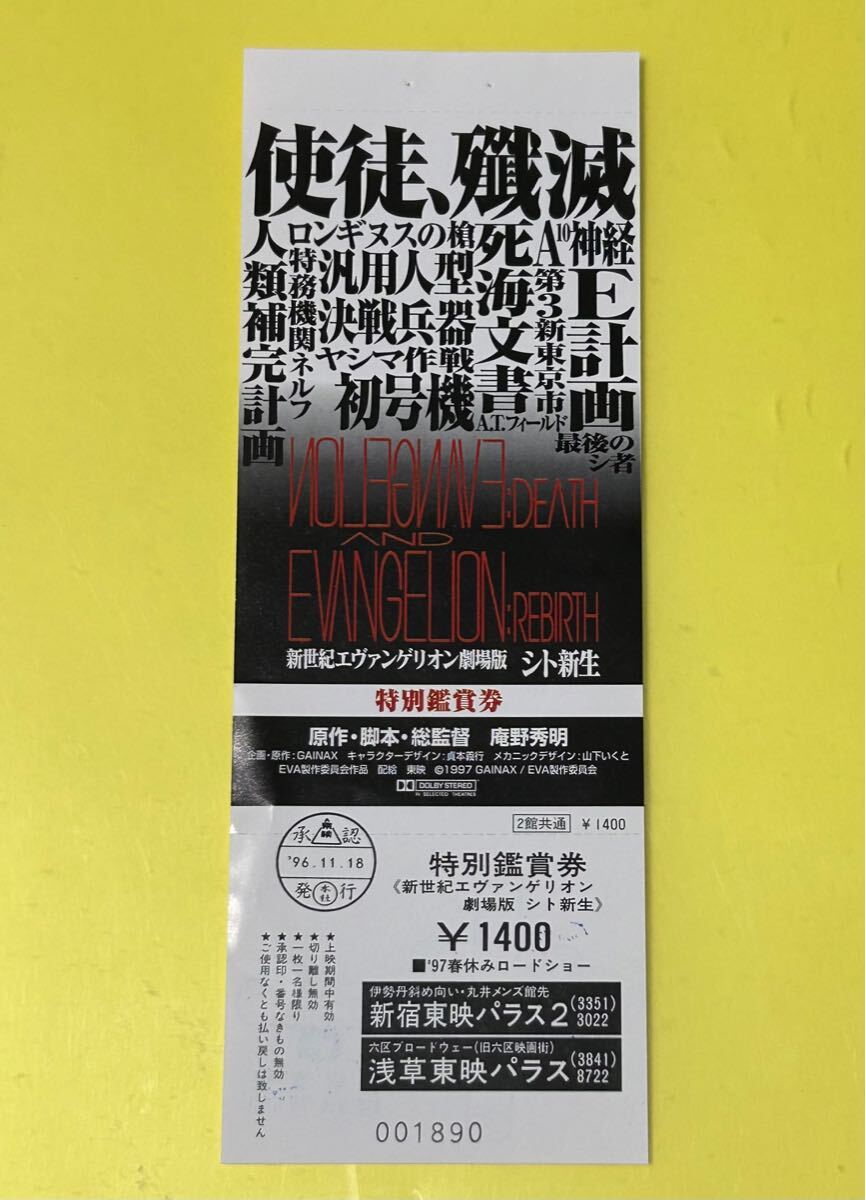 使徒、殲滅
人類補完計画
ロンギヌスの槍
特務機関ネルフ
汎用人型
決戦兵器
ヤシマ作戦
初号機
死海文書
A10神経
第3新東京市
E計画
A.T.フィールド
最後の
シ者
EVANGELION:DEATH
AND
EVANGELION:REBIRTH
新世紀エヴァンゲリオン劇場版 シト新生
特別鑑賞券
原作・脚本・総監督 庵野秀明
企画・原作:GAINAX キャラクターデザイン:貞本義行 メカニックデザイン:山下いくと
EVA製作委員会作品 配給 東映 ©1997 GAINAX / EVA製作委員会
DOLBY STEREO
IN SELECTED THEATRES
2館共通 ¥1400
承認
東映
'96.11.18
発行
本社
特別鑑賞券
《新世紀エヴァンゲリオン
劇場版 シト新生》
¥1400
■'97春休みロードショー
伊勢丹斜め向い・丸井メンズ館先
新宿東映パラス2 (3351)3022
六区ブロードウェー(旧六区映画街)
浅草東映パラス (3841)8722
★上映期間中有効
★切り離し無効
★一枚一名様限り
★承認印・番号なきもの無効
★ご使用なくとも払い戻しは致しません
001890